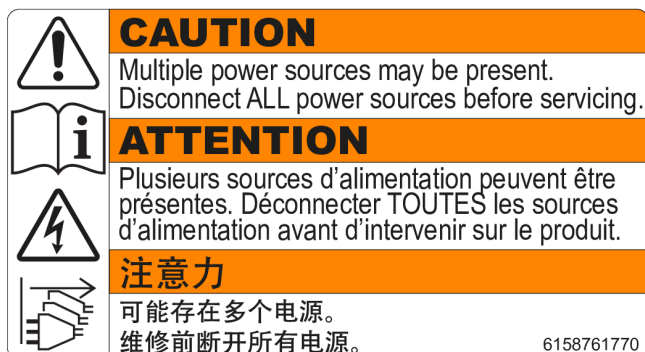 CAUTION
Multiple power sources may be present.
Disconnect ALL power sources before servicing.
ATTENTION
Plusieurs sources d’alimentation peuvent être
présentes. Déconnecter TOUTES les sources
d’alimentation avant d’intervenir sur le produit.
注意力
可能存在多个电源。
维修前断开所有电源。
6158761770